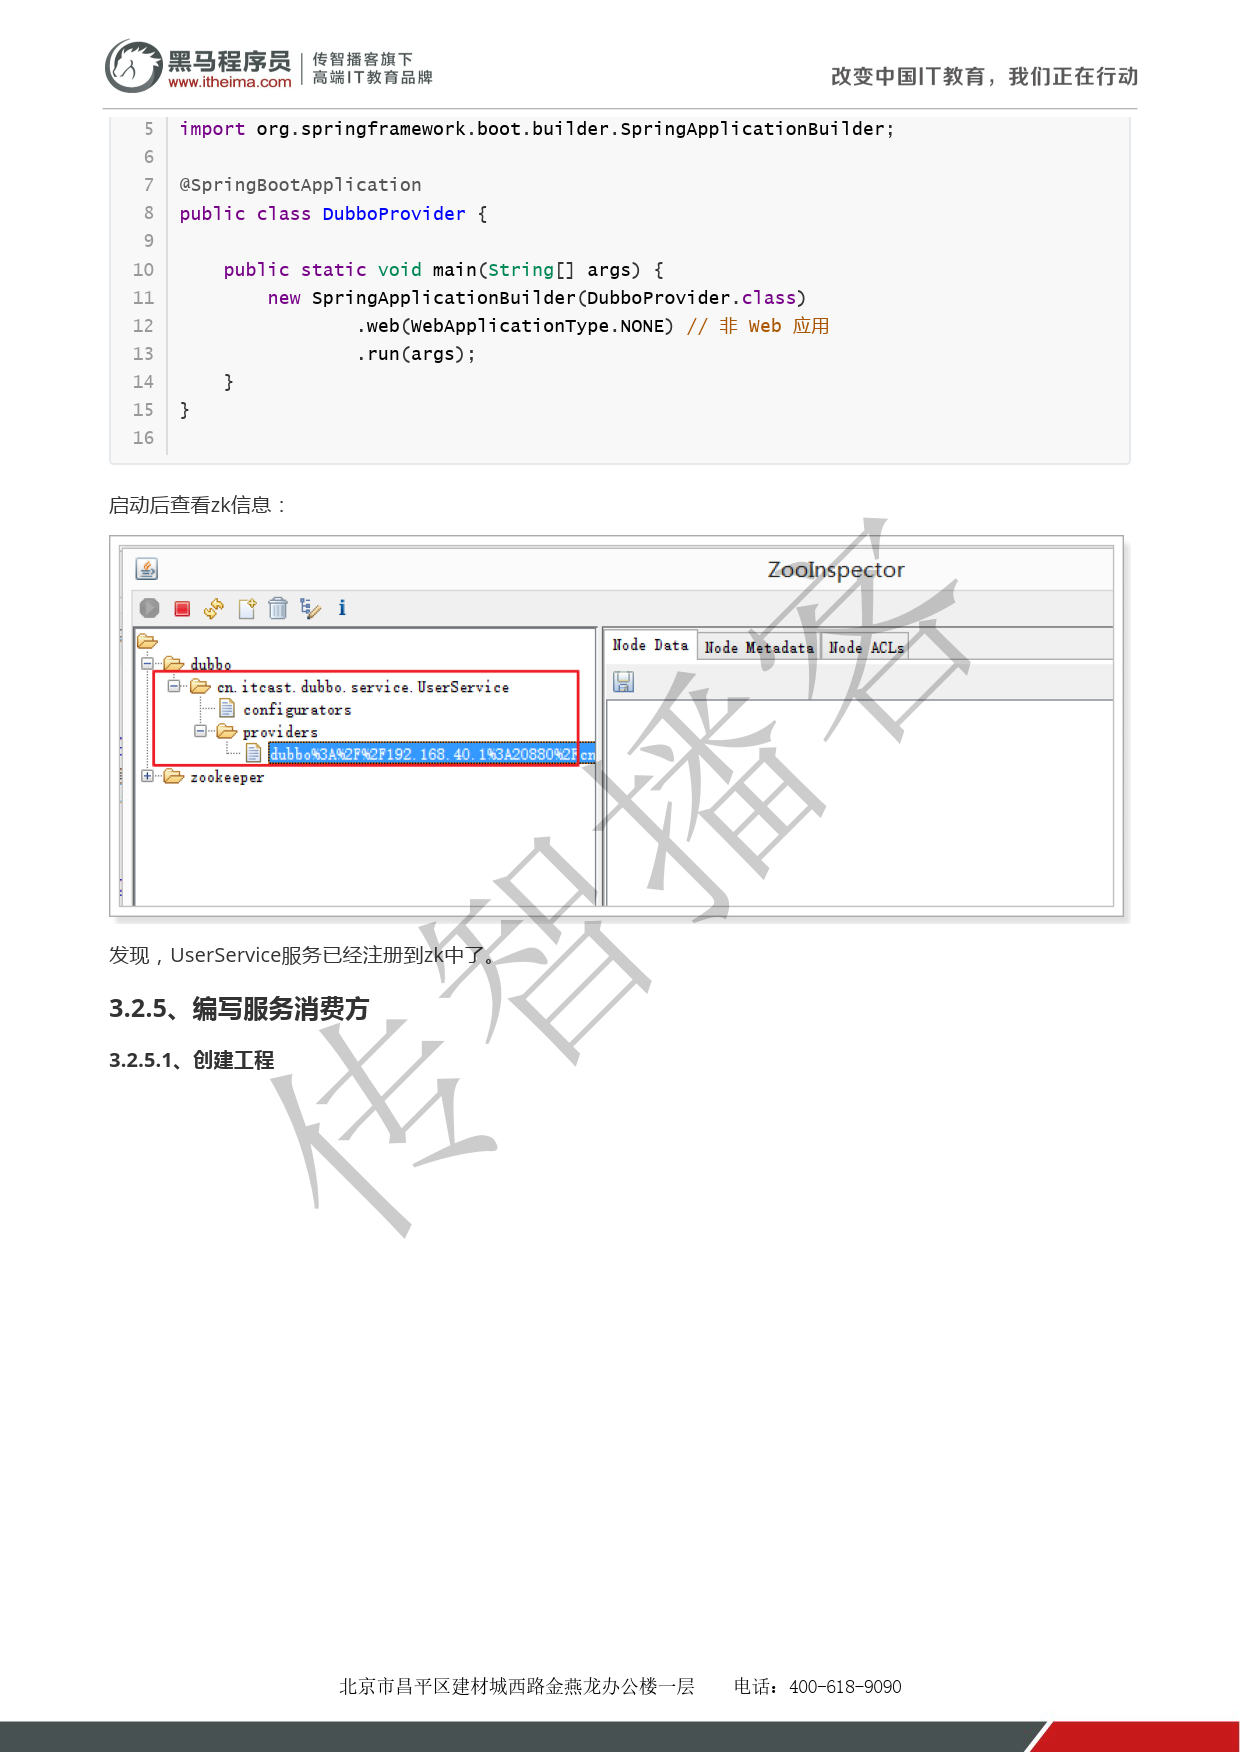 黑马程序员
www.itheima.com
传智播客旗下
高端IT教育品牌
改变中国IT教育，我们正在行动
5 import org.springframework.boot.builder.SpringApplicationBuilder;
6
7 @SpringBootApplication
8 public class DubboProvider {
9
10 public static void main(String[] args) {
11 new SpringApplicationBuilder(DubboProvider.class)
12 .web(WebApplicationType.NONE) // 非 Web 应用
13 .run(args);
14 }
15 }
16
启动后查看zk信息：
ZooInspector
Node Data Node Metadata Node ACLs
dubbo
cn.itcast.dubbo.service.UserService
configurators
providers
dubbo%3A%2F%2F192.168.40.1%3A20880%2Fcn
zookeeper
传智播客
发现，UserService服务已经注册到zk中了。
3.2.5、编写服务消费方
3.2.5.1、创建工程
北京市昌平区建材城西路金燕龙办公楼一层 电话：400-618-9090